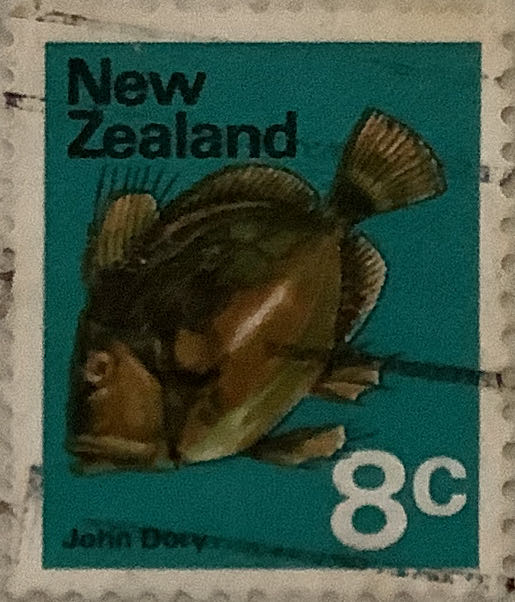 New
Zealand
8c
John Dory